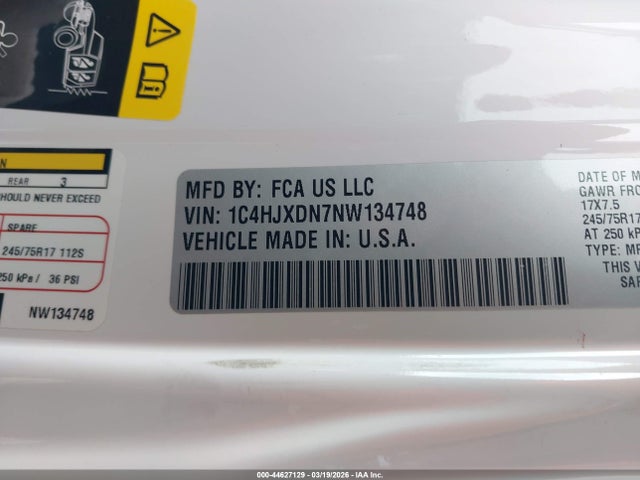 N
REAR 3
HOULD NEVER EXCEED
SPARE
245/75R17 112S
250 kPa / 36 PSI
NW134748
MFD BY: FCA US LLC
VIN: 1C4HJXDN7NW134748
VEHICLE MADE IN: U.S.A.
DATE OF M
GAWR FRO
17X7.5
245/75R17
AT 250 kP
TYPE: MP
THIS V
SAF
000-44627129 - 03/19/2026 - IAA Inc.